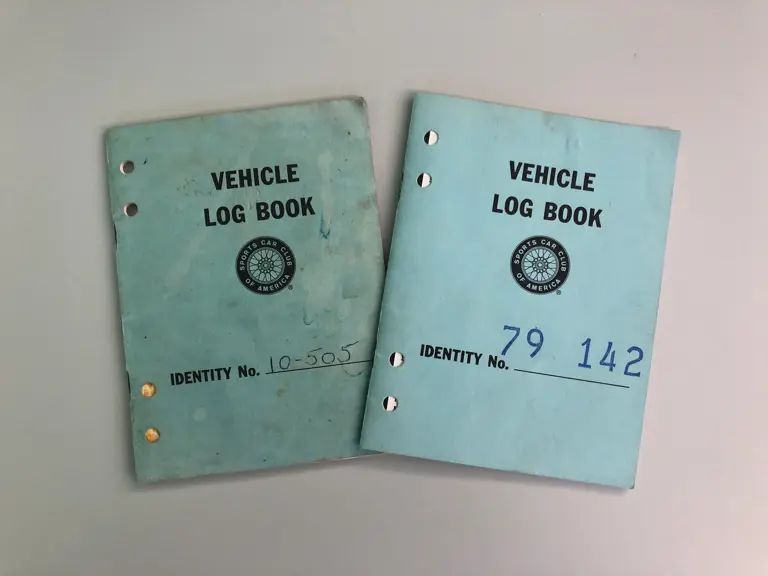 VEHICLE
LOG BOOK
SPORTS CAR CLUB
OF AMERICA
®
IDENTITY No. 10-505
VEHICLE
LOG BOOK
SPORTS CAR CLUB
OF AMERICA
®
IDENTITY No. 79 142